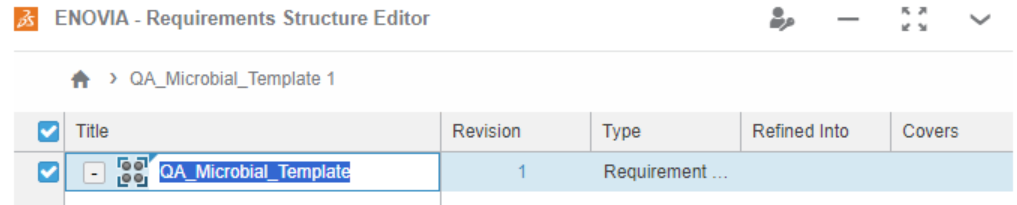 ENOVIA - Requirements Structure Editor
QA_Microbial_Template 1
Title Revision Type Refined Into Covers
QA_Microbial_Template 1 Requirement ...